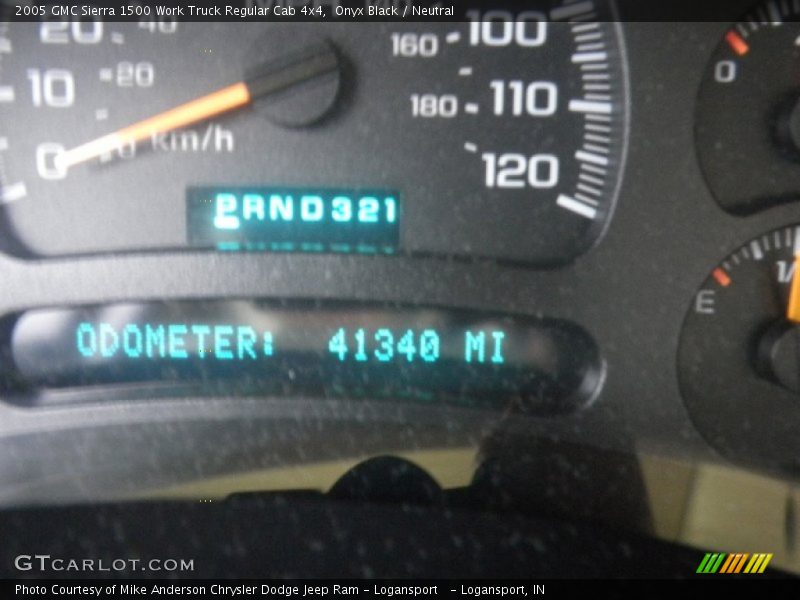 2005 GMC Sierra 1500 Work Truck Regular Cab 4x4, Onyx Black / Neutral
20
10
20
0
km/h
160
100
180
110
120
PRND321
ODOMETER: 41340 MI
0
E
GTCARLOT.COM
Photo Courtesy of Mike Anderson Chrysler Dodge Jeep Ram - Logansport - Logansport, IN